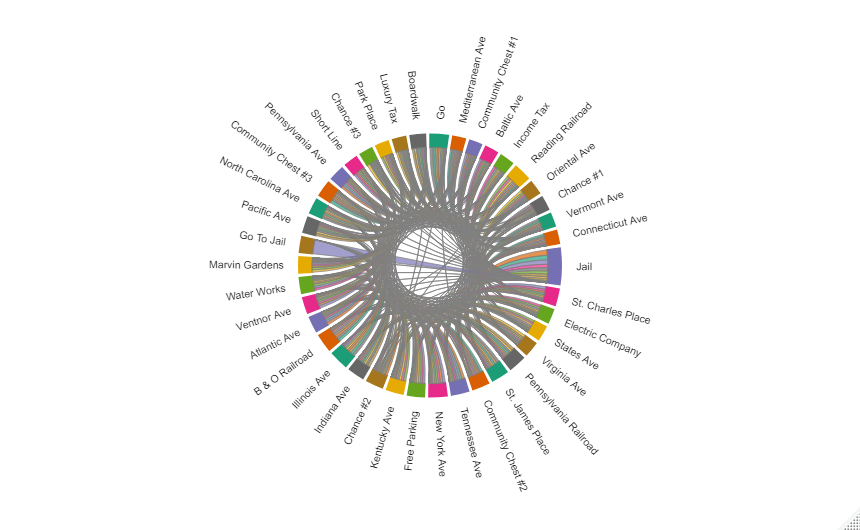 Go
Mediterranean Ave
Community Chest #1
Baltic Ave
Income Tax
Reading Railroad
Oriental Ave
Chance #1
Vermont Ave
Connecticut Ave
Jail
St. Charles Place
Electric Company
States Ave
Virginia Ave
Pennsylvania Railroad
St. James Place
Community Chest #2
Tennessee Ave
New York Ave
Free Parking
Kentucky Ave
Chance #2
Indiana Ave
Illinois Ave
B & O Railroad
Atlantic Ave
Ventnor Ave
Water Works
Marvin Gardens
Go To Jail
Pacific Ave
North Carolina Ave
Community Chest #3
Pennsylvania Ave
Short Line
Chance #3
Park Place
Luxury Tax
Boardwalk